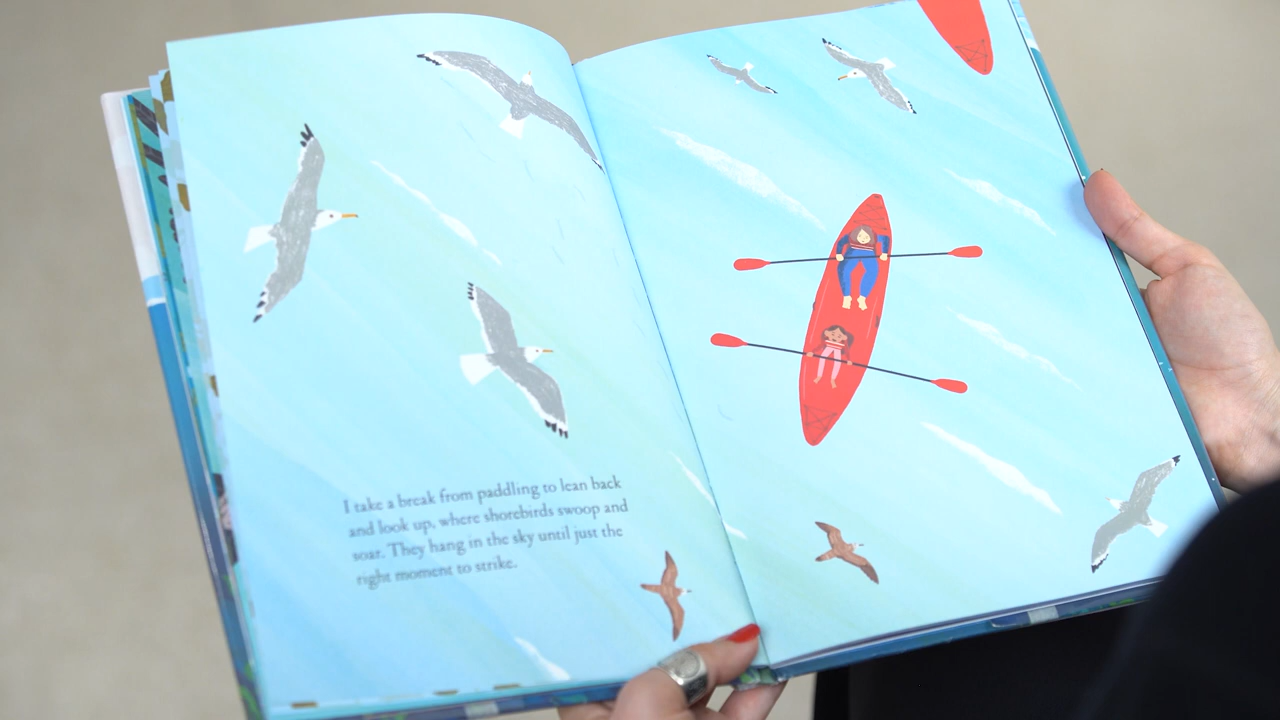 I take a break from paddling to lean back
and look up, where shorebirds swoop and
soar. They hang in the sky until just the
right moment to strike.